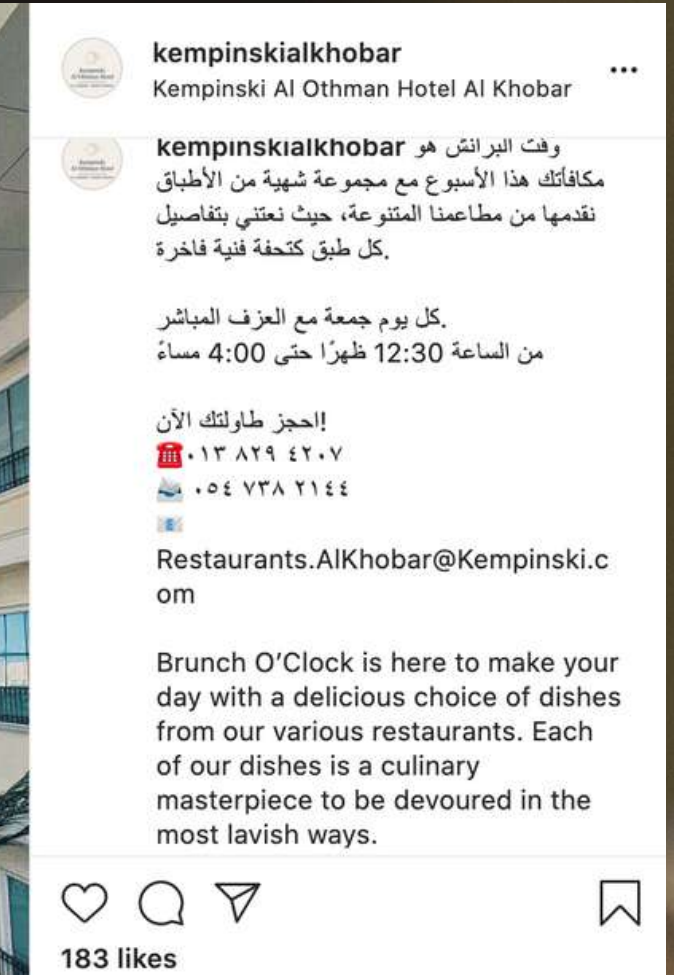 kempinskialkhobar
Kempinski Al Othman Hotel Al Khobar
kempinskialkhobar وقت البرانش هو
مكافأتك هذا الأسبوع مع مجموعة شهية من الأطباق
نقدمها من مطاعمنا المتنوعة، حيث نعتني بتفاصيل
كل طبق كتحفة فنية فاخرة.
كل يوم جمعة مع العزف المباشر.
من الساعة 12:30 ظهرًا حتى 4:00 مساءً
احجز طاولتك الآن!
☎️٠١٣ ٨٢٩ ٤٢٠٧
٠٥٤ ٧٣٨ ٢١٤٤
📧
Restaurants.AlKhobar@Kempinski.c
om
Brunch O’Clock is here to make your
day with a delicious choice of dishes
from our various restaurants. Each
of our dishes is a culinary
masterpiece to be devoured in the
most lavish ways.
183 likes